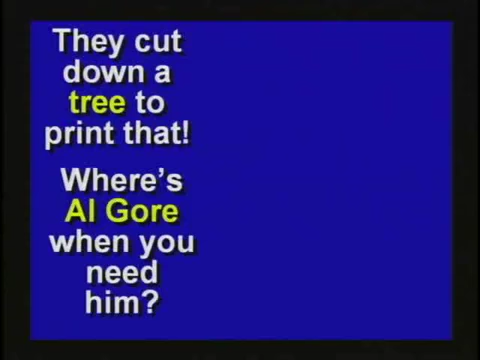 They cut
down a
tree to
print that!
Where's
Al Gore
when you
need
him?